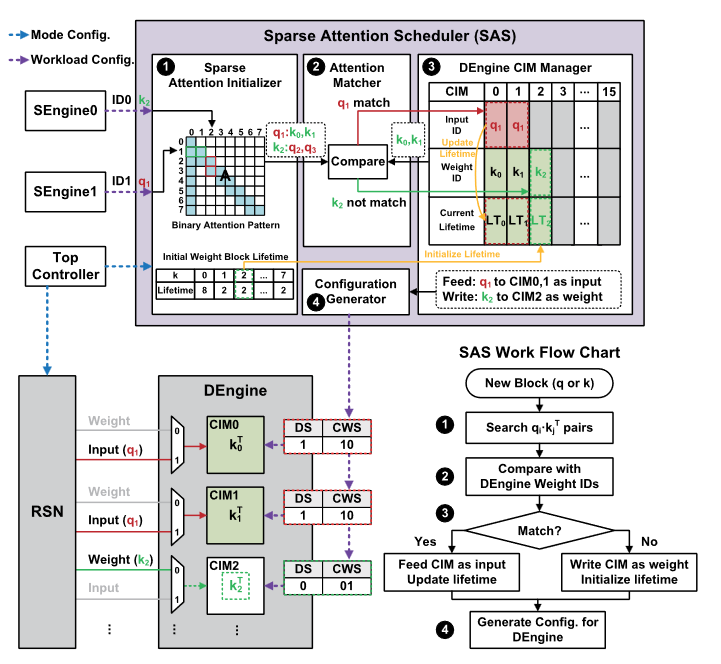 Mode Config.
Workload Config.
Sparse Attention Scheduler (SAS)
1
Sparse
Attention Initializer
2
Attention
Matcher
3
DEngine CIM Manager
SEngine0
ID0
k2
SEngine1
ID1
q1
0 1 2 3 4 5 6 7
0
1
2
3
4
5
6
7
A
Binary Attention Pattern
q1:k0,k1
k2:q2,q3
q1 match
Compare
k2 not match
k0,k1
CIM 0 1 2 3 ... 15
Input
ID
q1 q1
...
Update
Lifetime
Weight
ID
k0 k1 k2
...
Current
Lifetime
LT0 LT1 LT2
...
Top
Controller
Initial Weight Block Lifetime
k 0 1 2 ... 7
Lifetime 8 2 2 ... 2
Initialize Lifetime
Configuration
Generator
4
Feed: q1 to CIM0,1 as input
Write: k2 to CIM2 as weight
RSN
DEngine
Weight
Input (q1)
0
1
CIM0
k0T
DS CWS
1 10
Weight
Input (q1)
0
1
CIM1
k1T
DS CWS
1 10
Weight (k2)
Input
0
1
CIM2
k2T
DS CWS
0 01
...
...
...
SAS Work Flow Chart
New Block (q or k)
1
Search qi·kjT pairs
2
Compare with
DEngine Weight IDs
3
Match?
Yes
No
Feed CIM as input
Update lifetime
Write CIM as weight
Initialize lifetime
4
Generate Config. for
DEngine